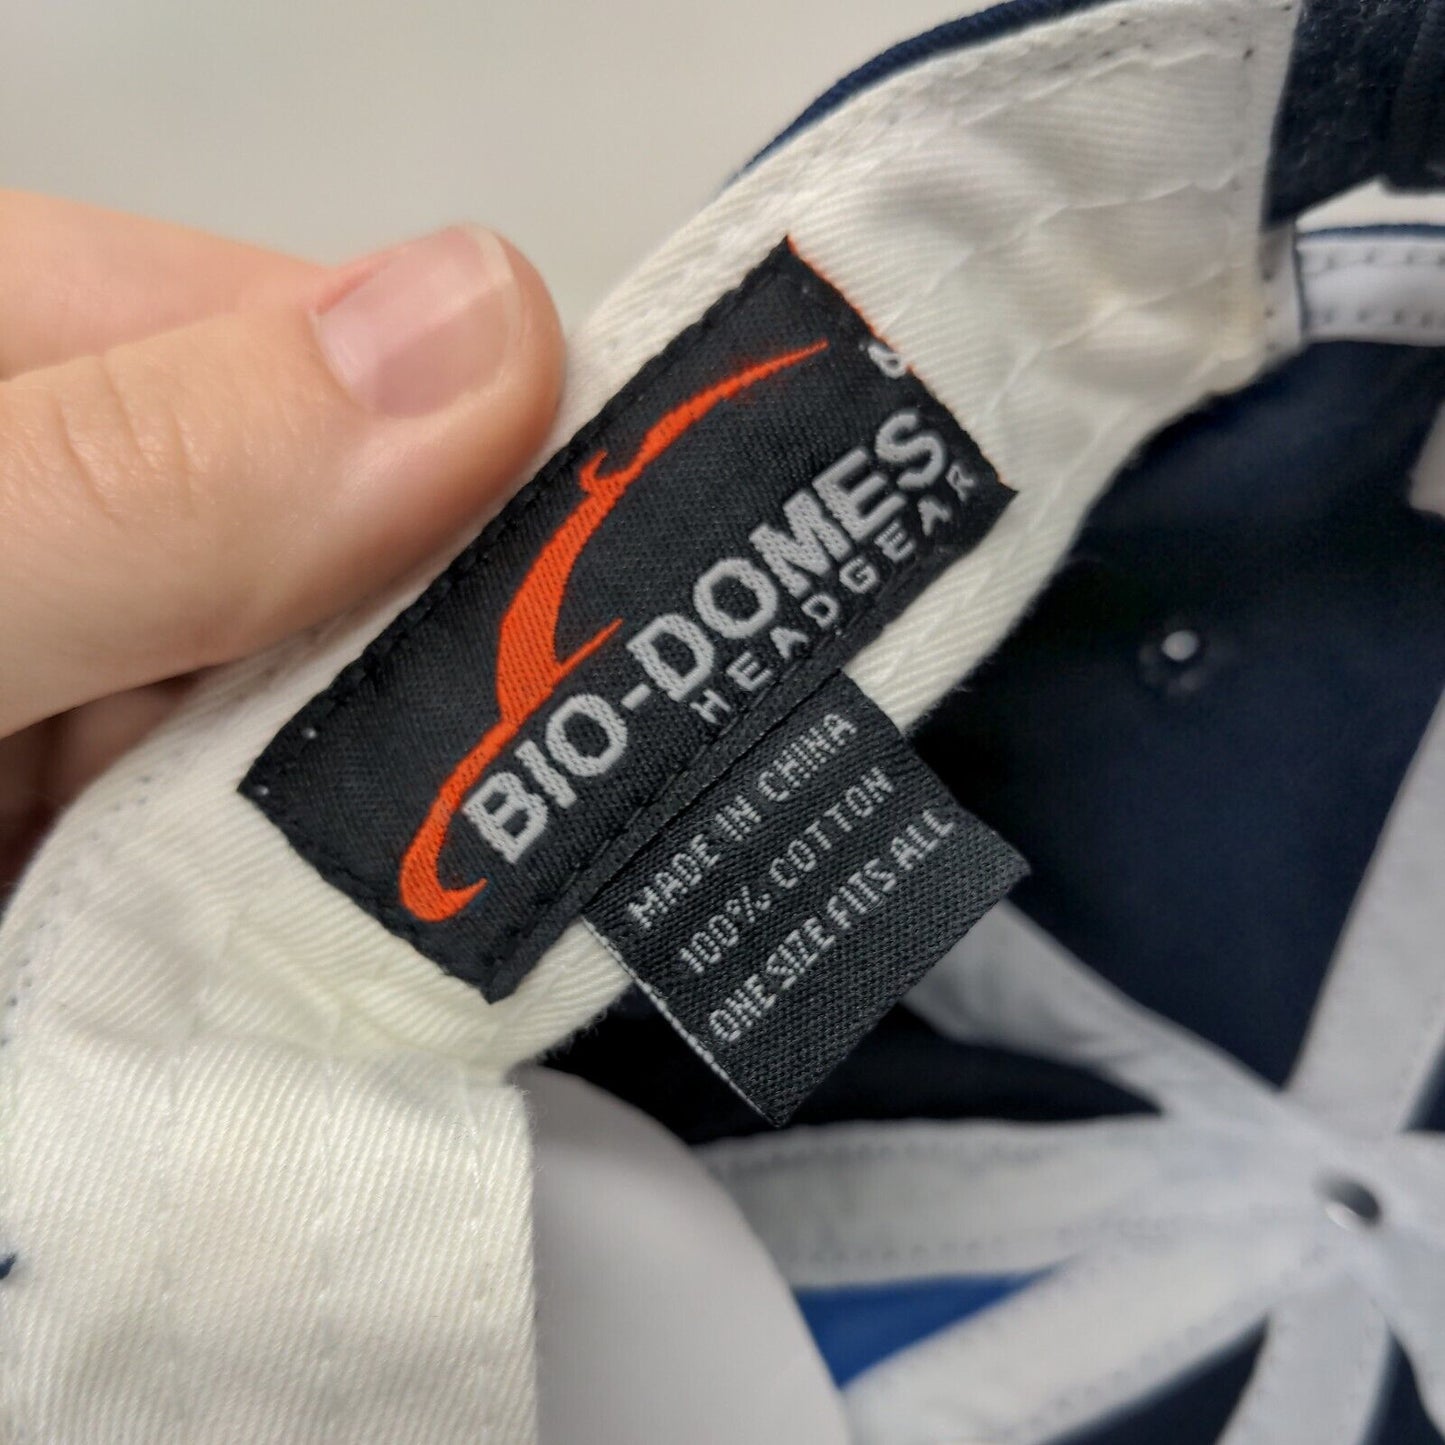 BIO-DOMES
HEADGEAR
MADE IN CHINA
100% COTTON
ONE SIZE FITS ALL